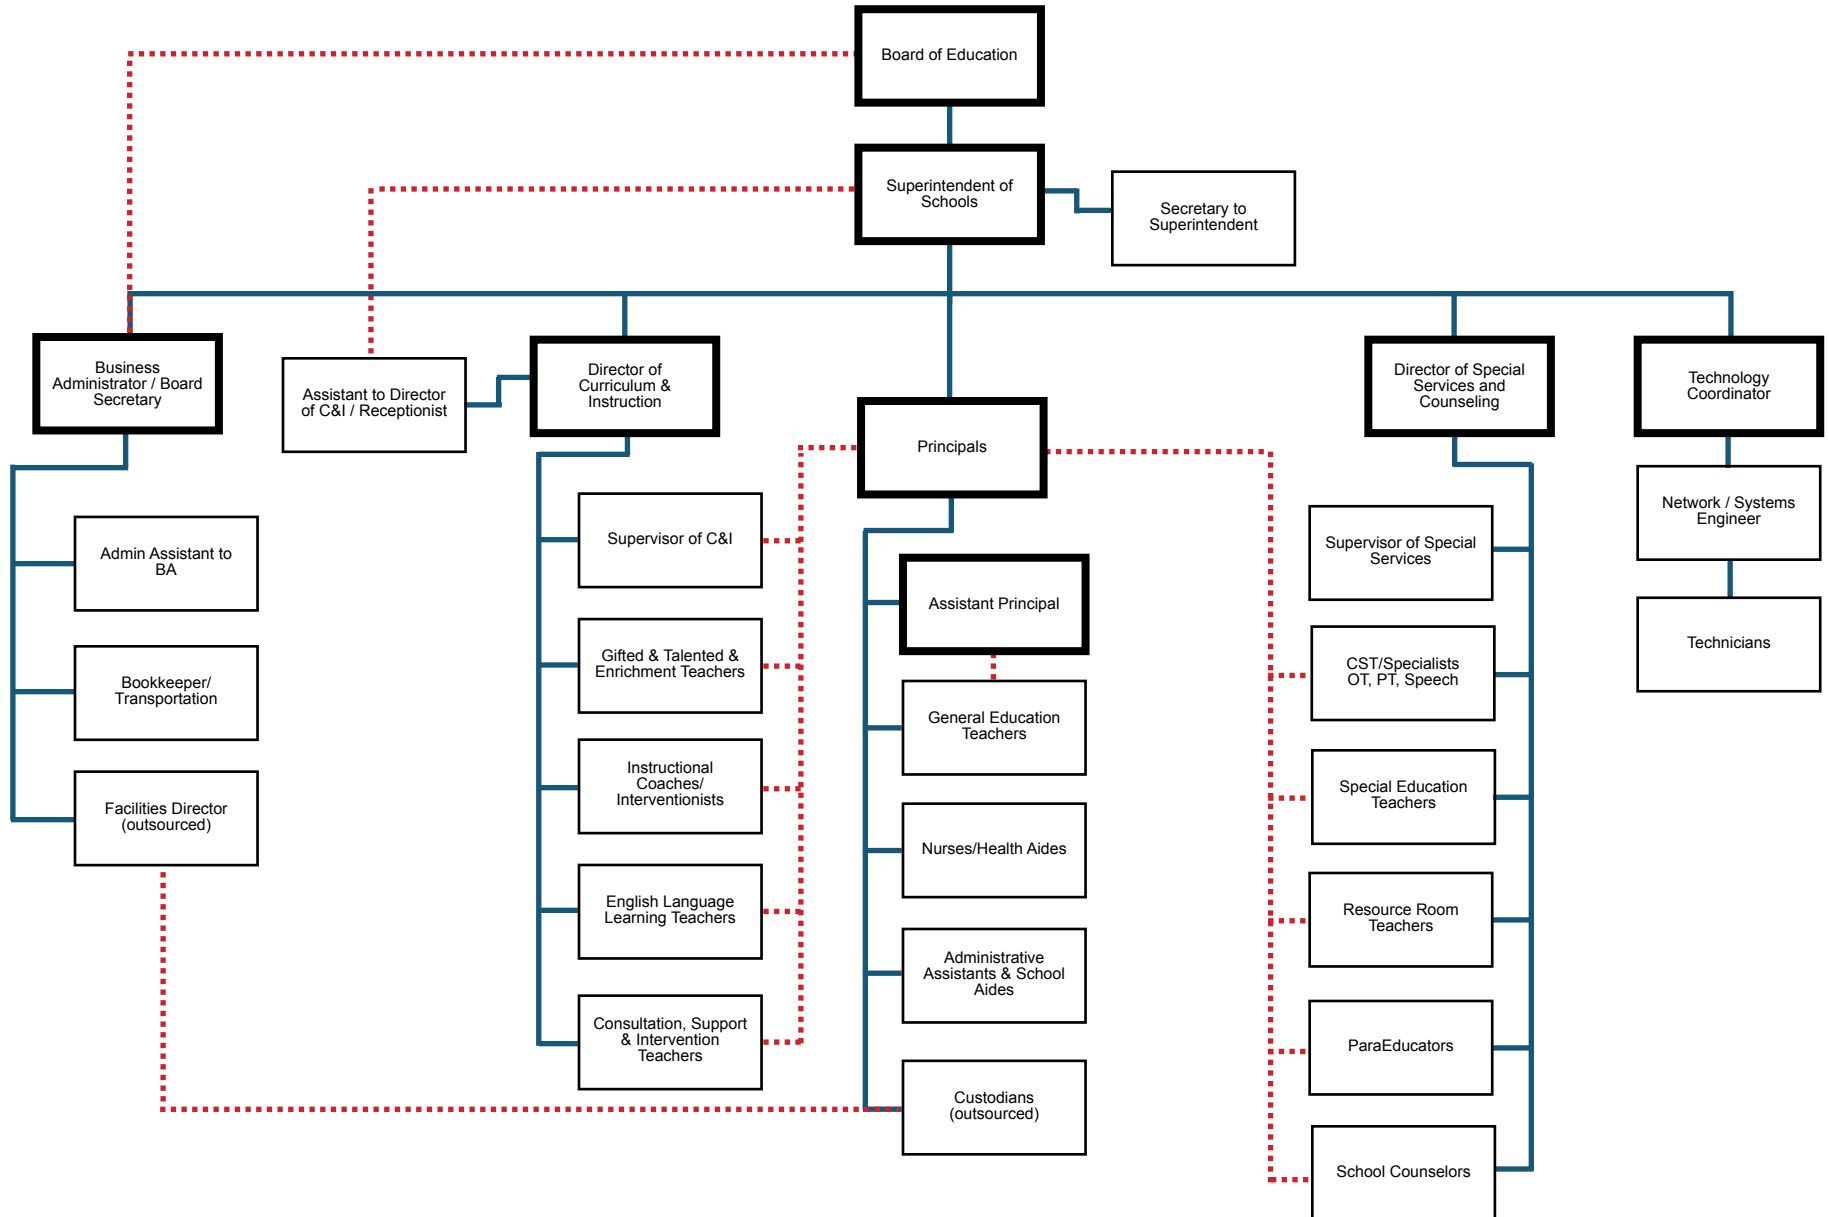 Board of Education
Superintendent of
Schools
Secretary to
Superintendent
Business
Administrator / Board
Secretary
Assistant to Director
of C&I / Receptionist
Director of
Curriculum &
Instruction
Principals
Director of Special
Services and
Counseling
Technology
Coordinator
Admin Assistant to
BA
Bookkeeper/
Transportation
Facilities Director
(outsourced)
Supervisor of C&I
Gifted & Talented &
Enrichment Teachers
Instructional
Coaches/
Interventionists
English Language
Learning Teachers
Consultation, Support
& Intervention
Teachers
Assistant Principal
General Education
Teachers
Nurses/Health Aides
Administrative
Assistants & School
Aides
Custodians
(outsourced)
Supervisor of Special
Services
CST/Specialists
OT, PT, Speech
Special Education
Teachers
Resource Room
Teachers
ParaEducators
School Counselors
Network / Systems
Engineer
Technicians